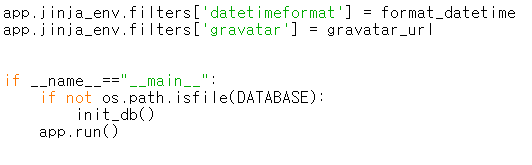 app.jinja_env.filters['datetimeformat'] = format_datetime
app.jinja_env.filters['gravatar'] = gravatar_url
if __name__=="__main__":
    if not os.path.isfile(DATABASE):
        init_db()
    app.run()